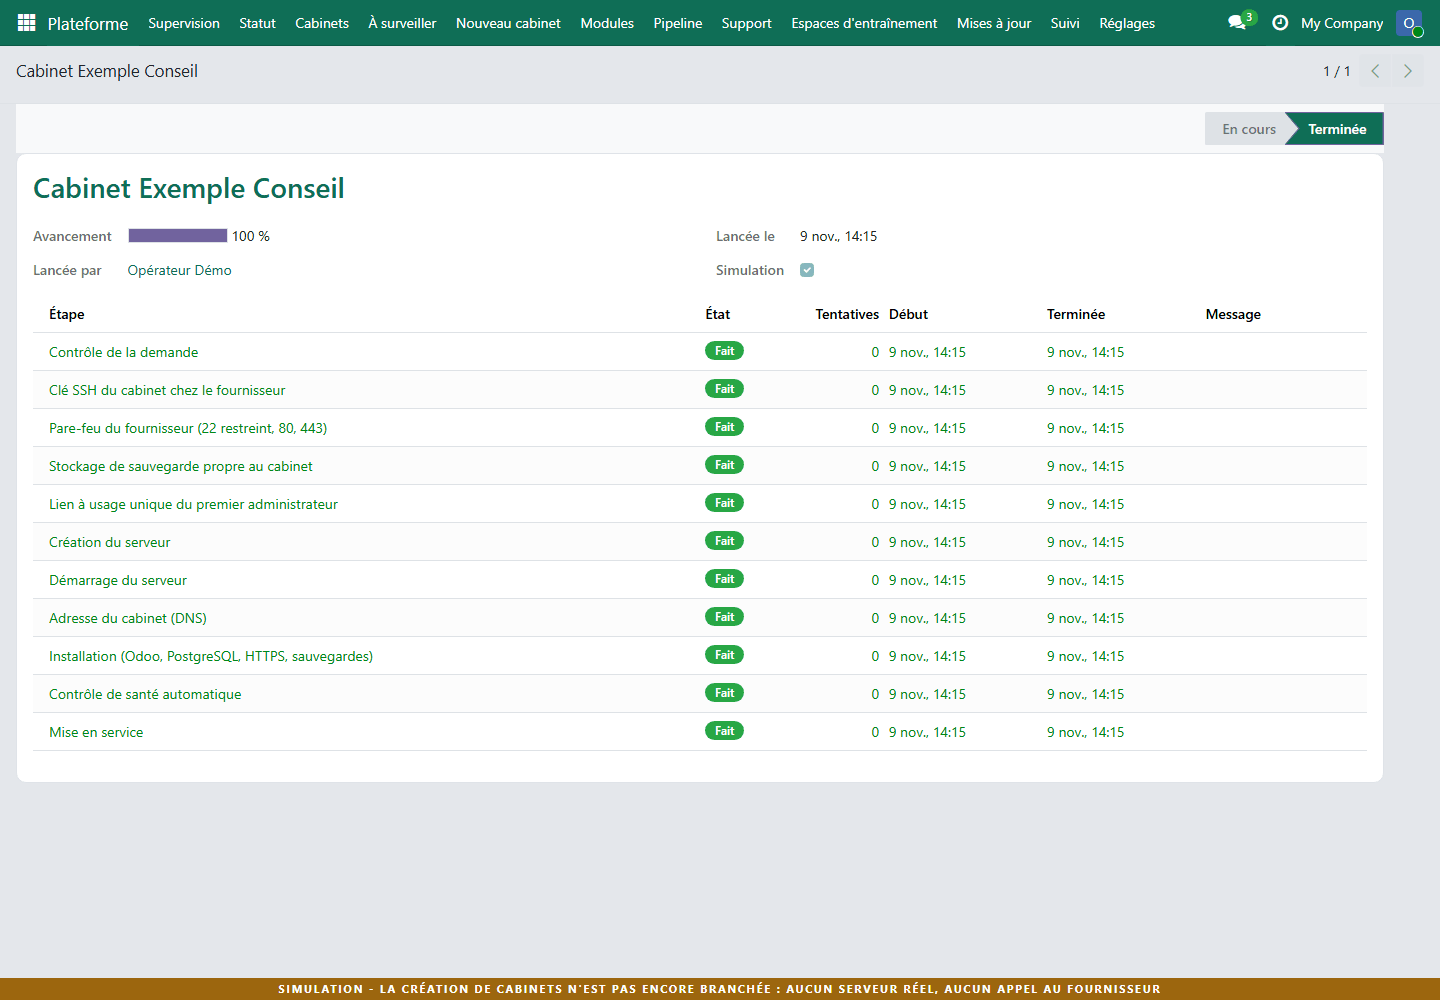 Plateforme Supervision Statut Cabinets À surveiller Nouveau cabinet Modules Pipeline Support Espaces d'entraînement Mises à jour Suivi Réglages 3 My Company O
Cabinet Exemple Conseil 1 / 1
En cours Terminée
Cabinet Exemple Conseil
Avancement 100 % Lancée le 9 nov., 14:15
Lancée par Opérateur Démo Simulation
Étape État Tentatives Début Terminée Message
Contrôle de la demande Fait 0 9 nov., 14:15 9 nov., 14:15
Clé SSH du cabinet chez le fournisseur Fait 0 9 nov., 14:15 9 nov., 14:15
Pare-feu du fournisseur (22 restreint, 80, 443) Fait 0 9 nov., 14:15 9 nov., 14:15
Stockage de sauvegarde propre au cabinet Fait 0 9 nov., 14:15 9 nov., 14:15
Lien à usage unique du premier administrateur Fait 0 9 nov., 14:15 9 nov., 14:15
Création du serveur Fait 0 9 nov., 14:15 9 nov., 14:15
Démarrage du serveur Fait 0 9 nov., 14:15 9 nov., 14:15
Adresse du cabinet (DNS) Fait 0 9 nov., 14:15 9 nov., 14:15
Installation (Odoo, PostgreSQL, HTTPS, sauvegardes) Fait 0 9 nov., 14:15 9 nov., 14:15
Contrôle de santé automatique Fait 0 9 nov., 14:15 9 nov., 14:15
Mise en service Fait 0 9 nov., 14:15 9 nov., 14:15
SIMULATION - LA CRÉATION DE CABINETS N'EST PAS ENCORE BRANCHÉE : AUCUN SERVEUR RÉEL, AUCUN APPEL AU FOURNISSEUR